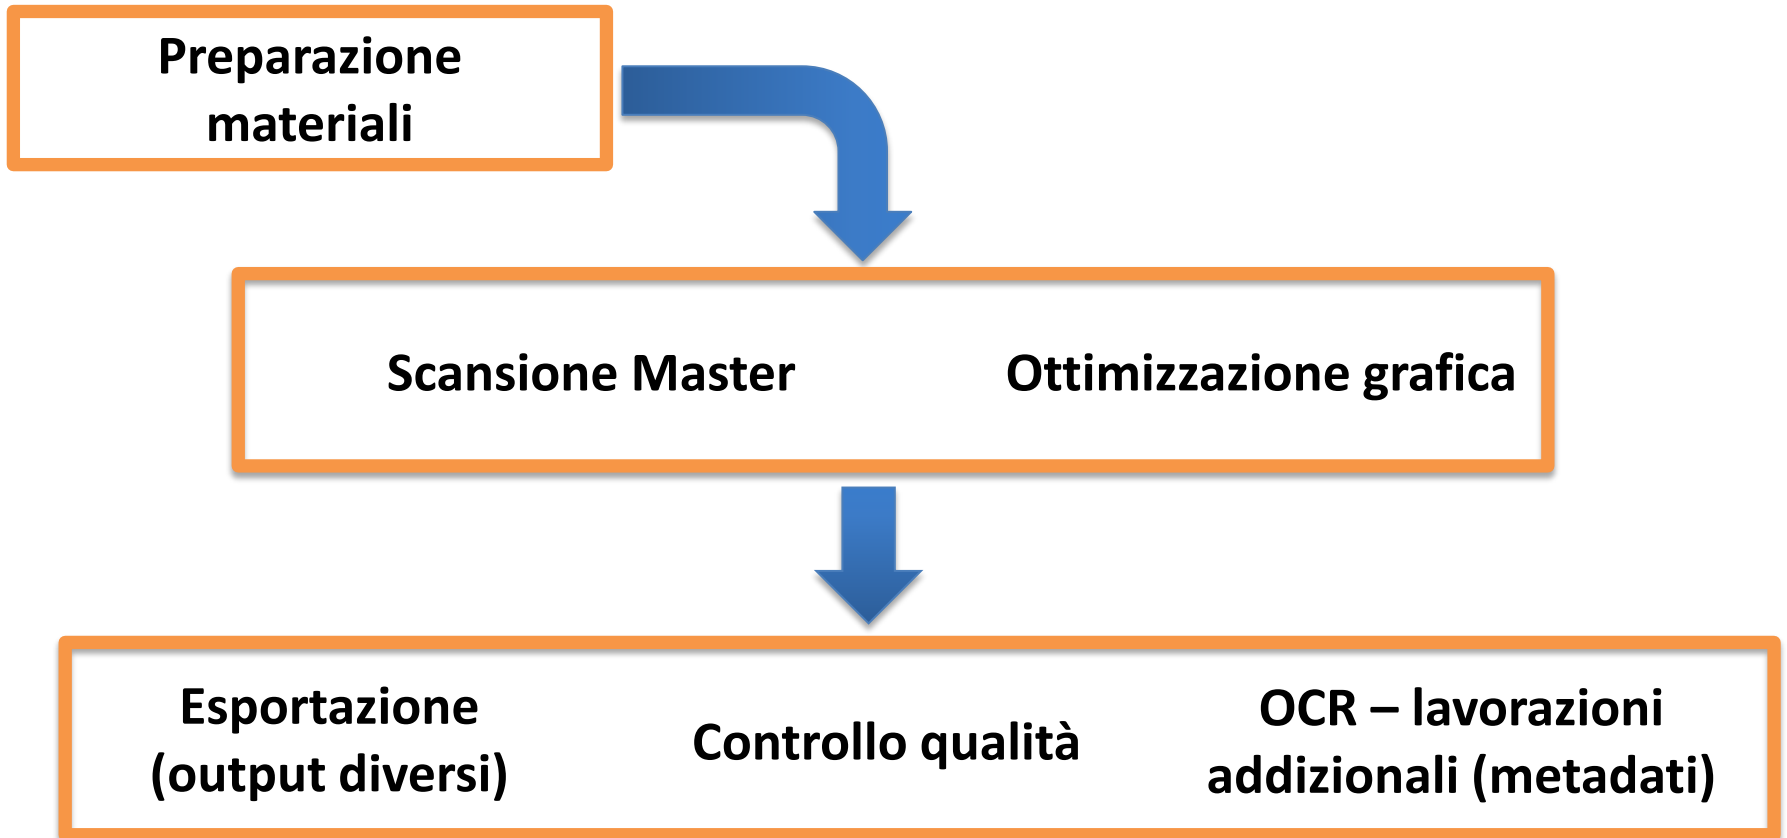 Preparazione
materiali
Scansione Master
Ottimizzazione grafica
Esportazione
(output diversi)
Controllo qualità
OCR – lavorazioni
addizionali (metadati)